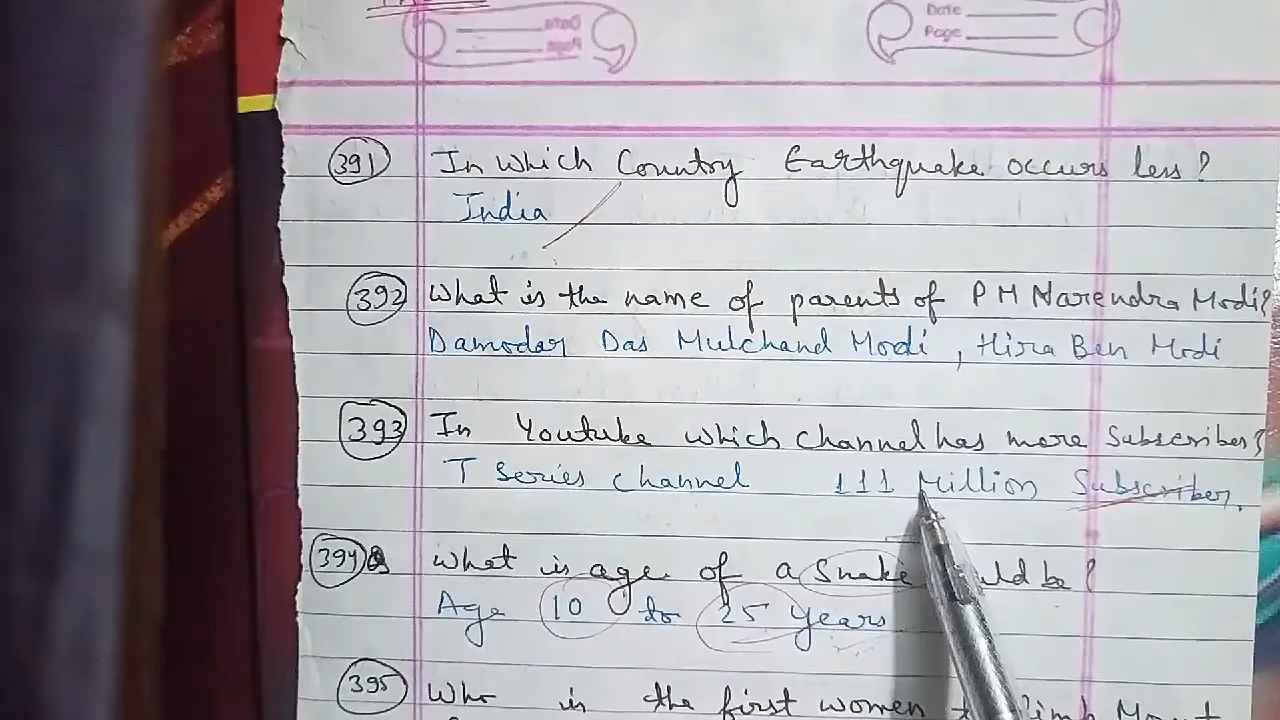 Date
Page
Date
Page
391 In which Country Earthquake occurs less?
India
392 What is the name of parents of PM Narendra Modi?
Damodar Das Mulchand Modi, Hira Ben Modi
393 In Youtube which channel has more Subscriber?
T Series channel 111 Million Subscriber.
394 What is age of a Snake be?
Age 10 to 25 years
395 Who is the first women